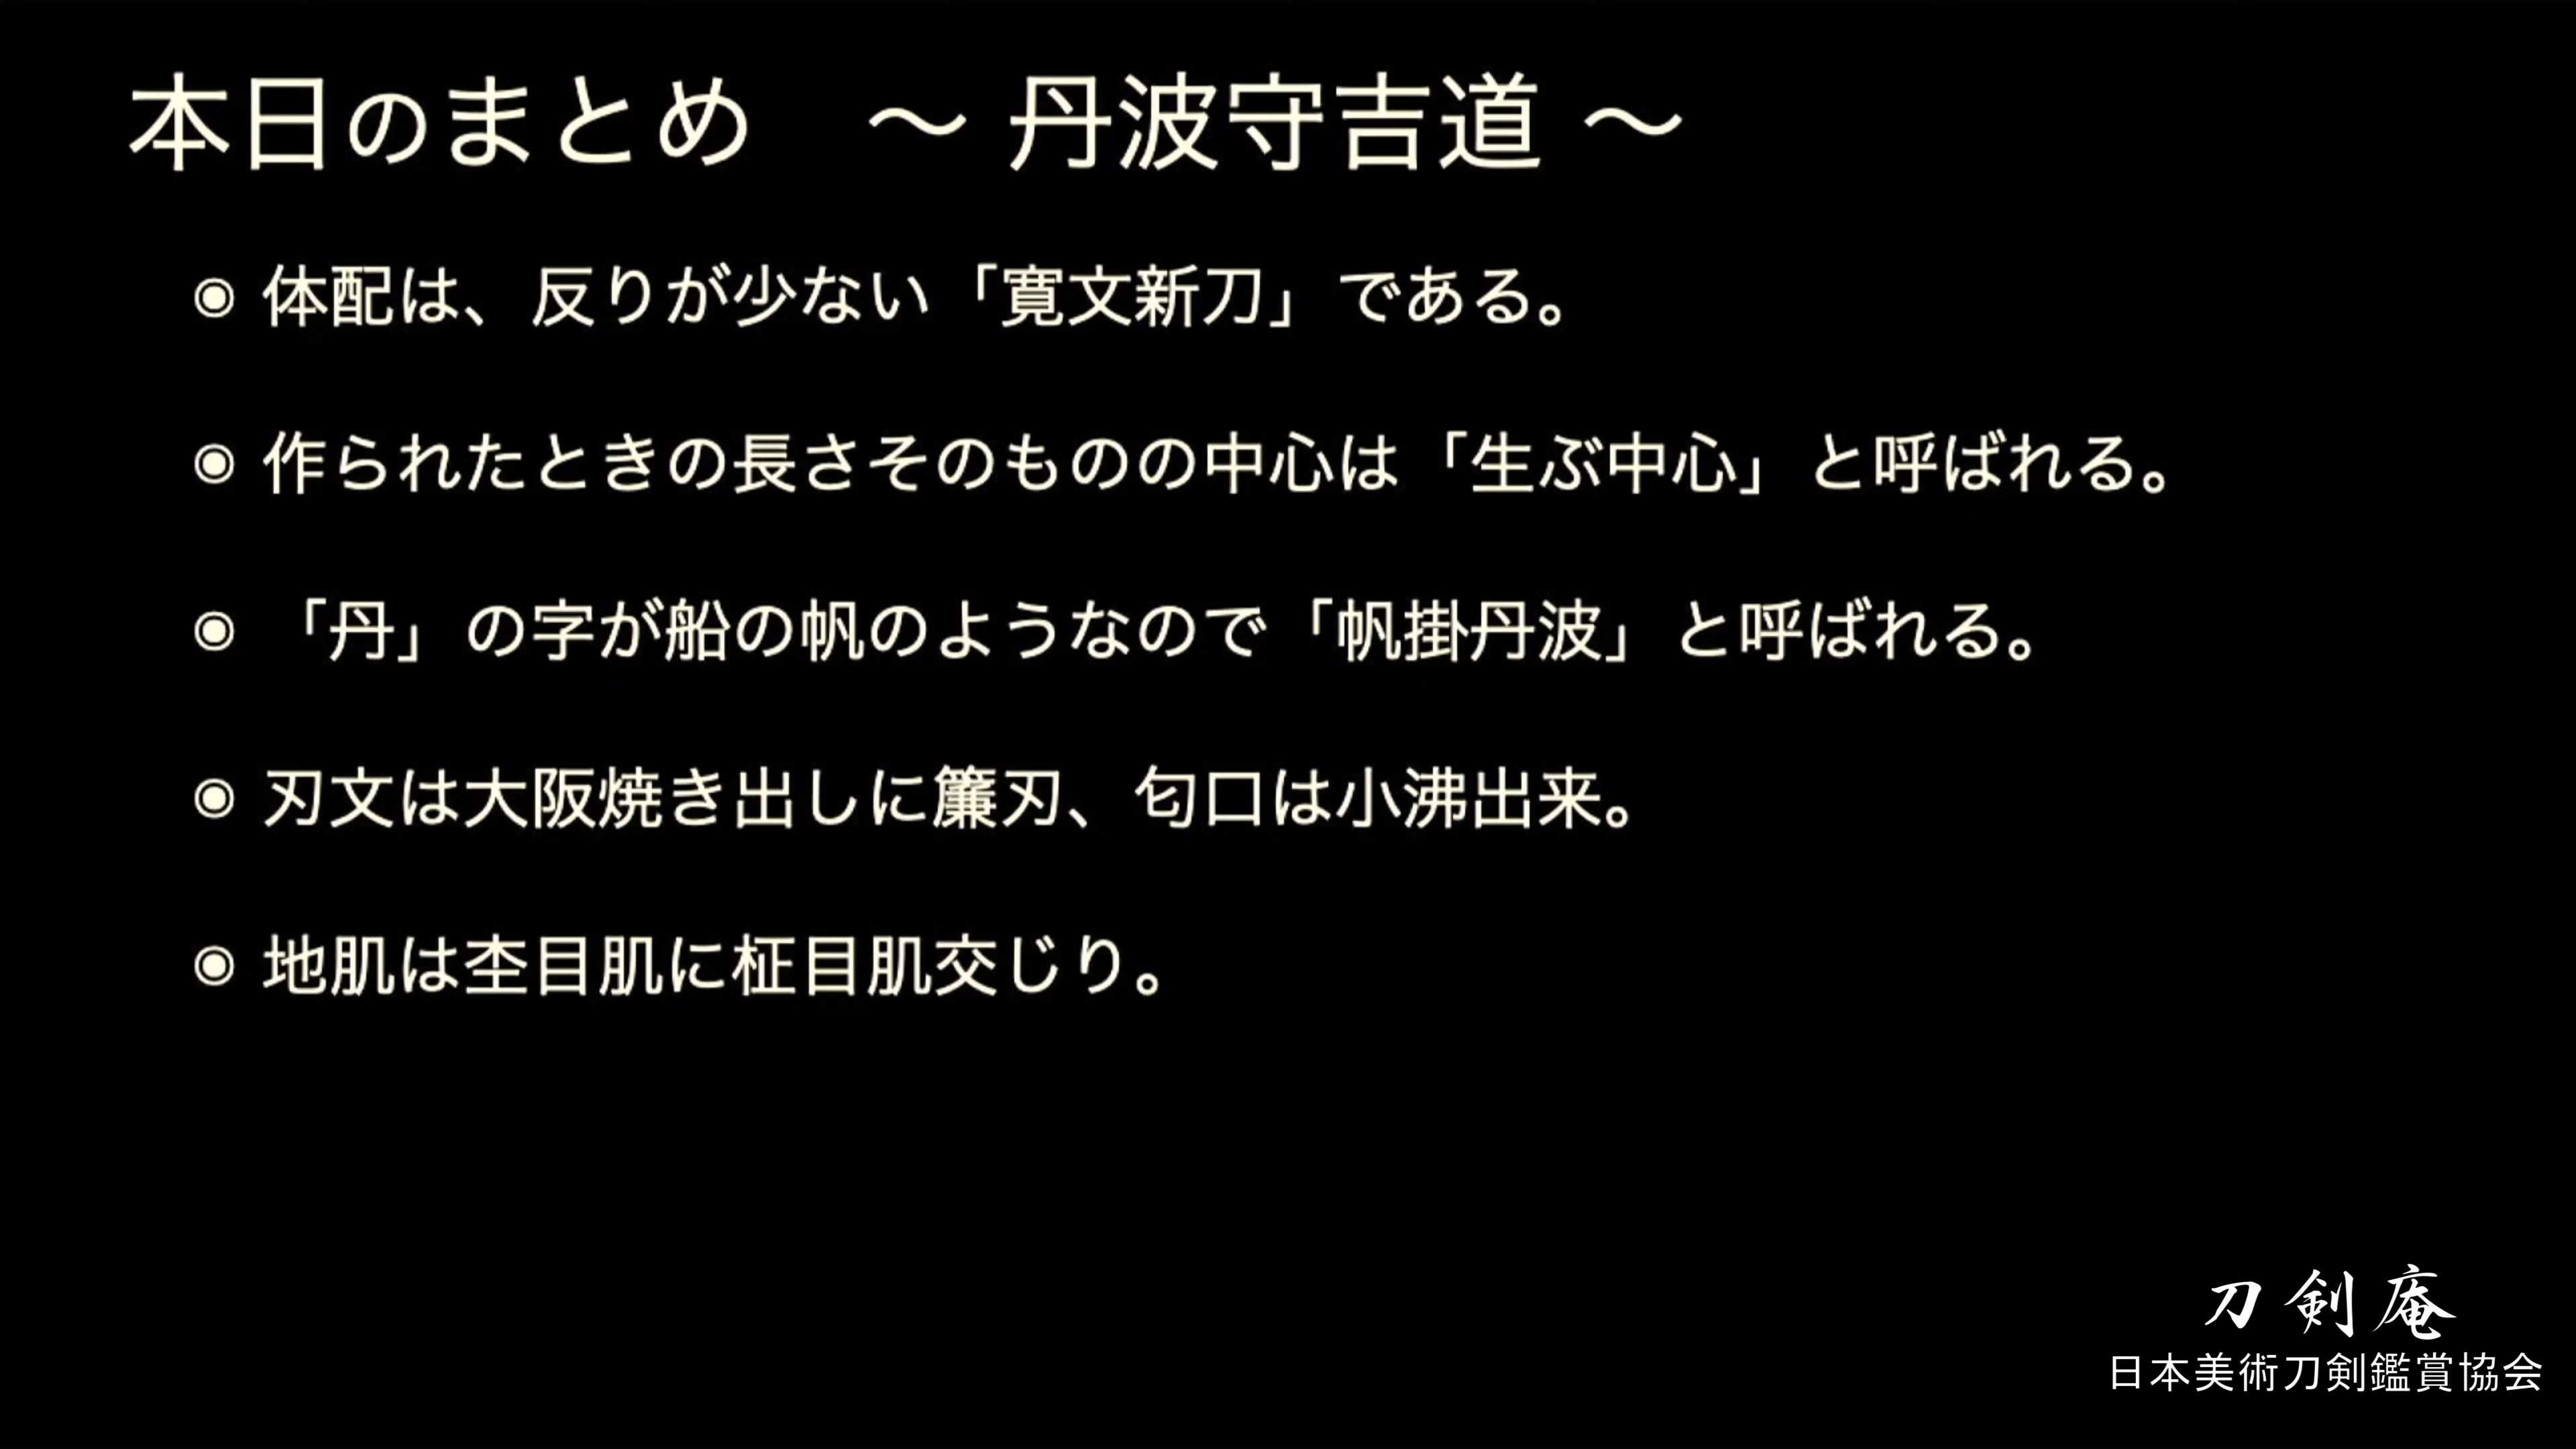 本日のまとめ　～ 丹波守吉道 ～
◉ 体配は、反りが少ない「寛文新刀」である。
◉ 作られたときの長さそのものの中心は「生ぶ中心」と呼ばれる。
◉ 「丹」の字が船の帆のようなので「帆掛丹波」と呼ばれる。
◉ 刃文は大阪焼き出しに簾刃、匂口は小沸出来。
◉ 地肌は杢目肌に柾目肌交じり。
刀剣庵
日本美術刀剣鑑賞協会